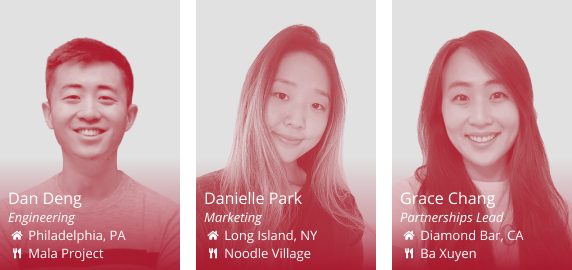 Dan Deng
Engineering
Philadelphia, PA
Mala Project
Danielle Park
Marketing
Long Island, NY
Noodle Village
Grace Chang
Partnerships Lead
Diamond Bar, CA
Ba Xuyen